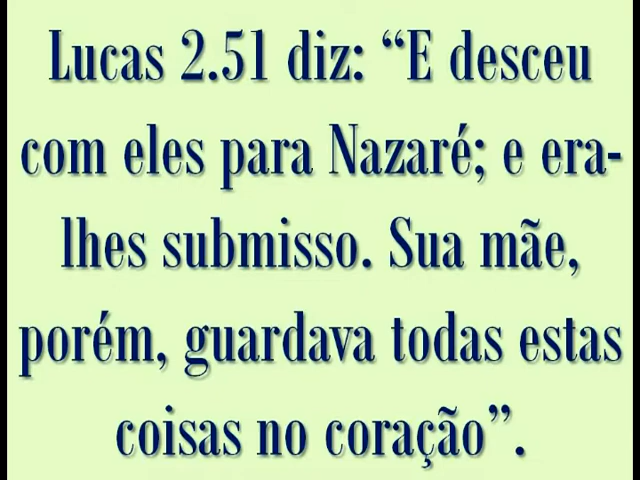 Lucas 2.51 diz: “E desceu
com eles para Nazaré; e era-
lhes submisso. Sua mãe,
porém, guardava todas estas
coisas no coração”.